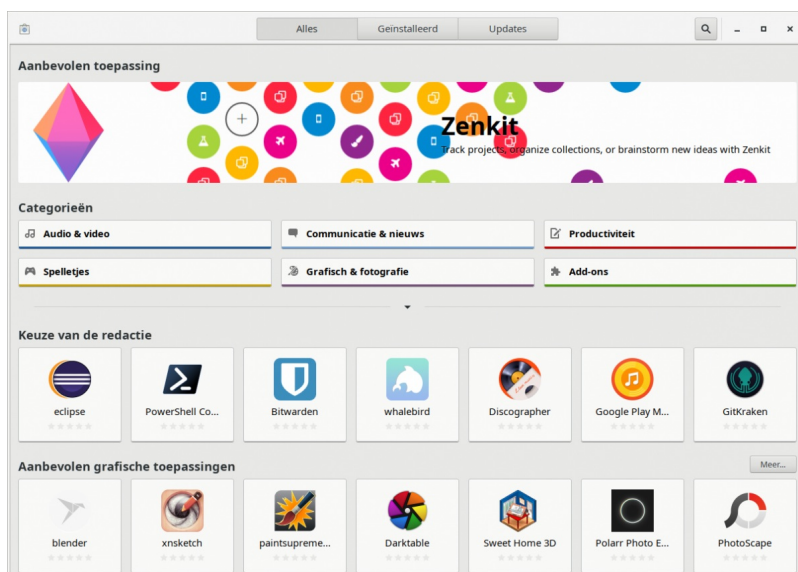 Alles Geïnstalleerd Updates
Aanbevolen toepassing
Zenkit
Track projects, organize collections, or brainstorm new ideas with Zenkit
Categorieën
Audio & video Communicatie & nieuws Productiviteit
Spelletjes Grafisch & fotografie Add-ons
Keuze van de redactie
eclipse PowerShell Co... Bitwarden whalebird Discographer Google Play M... GitKraken
Aanbevolen grafische toepassingen Meer...
blender xnsketch paintsupreme... Darktable Sweet Home 3D Polarr Photo E... PhotoScape